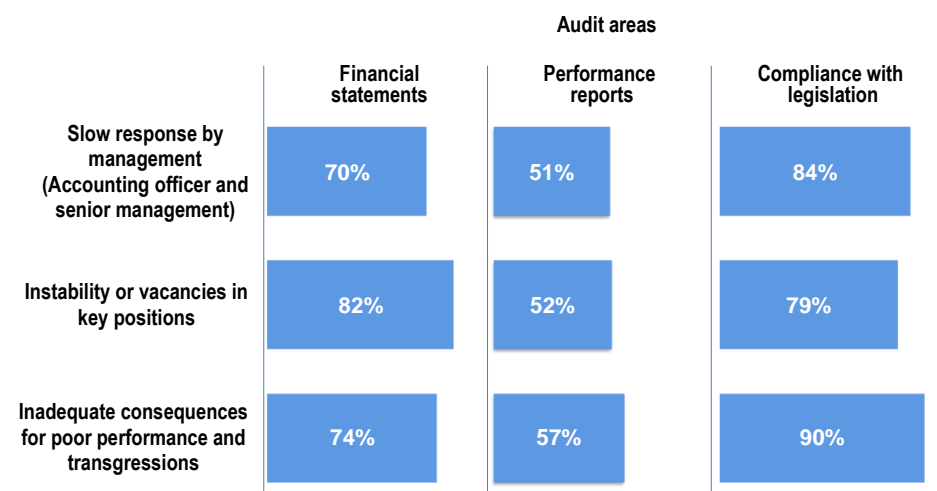 Audit areas
Financial
statements
Performance
reports
Compliance with
legislation
Slow response by
management
(Accounting officer and
senior management)
70%
51%
84%
Instability or vacancies in
key positions
82%
52%
79%
Inadequate consequences
for poor performance and
transgressions
74%
57%
90%